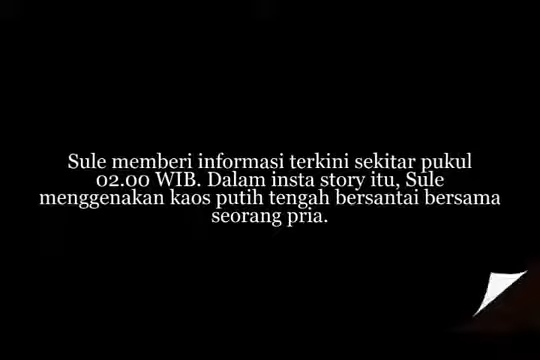 Sule memberi informasi terkini sekitar pukul
02.00 WIB. Dalam insta story itu, Sule
menggenakan kaos putih tengah bersantai bersama
seorang pria.